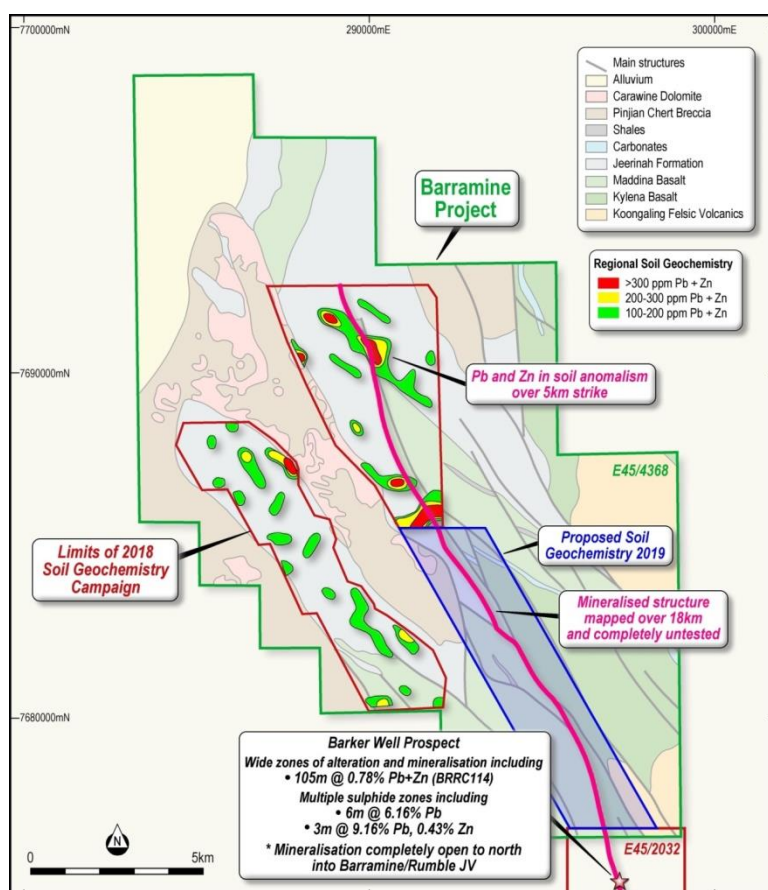 7700000mN
290000mE
300000mE
Main structures
Alluvium
Carawine Dolomite
Pinjian Chert Breccia
Shales
Carbonates
Jeerinah Formation
Maddina Basalt
Kylena Basalt
Koongaling Felsic Volcanics
Barramine
Project
Regional Soil Geochemistry
>300 ppm Pb + Zn
200-300 ppm Pb + Zn
100-200 ppm Pb + Zn
7690000mN
Pb and Zn in soil anomalism
over 5km strike
E45/4368
Limits of 2018
Soil Geochemistry
Campaign
Proposed Soil
Geochemistry 2019
Mineralised structure
mapped over 18km
and completely untested
7680000mN
Barker Well Prospect
Wide zones of alteration and mineralisation including
• 105m @ 0.78% Pb+Zn (BRRC114)
Multiple sulphide zones including
• 6m @ 6.16% Pb
• 3m @ 9.16% Pb, 0.43% Zn
* Mineralisation completely open to north
into Barramine/Rumble JV
N
0
5km
E45/2032